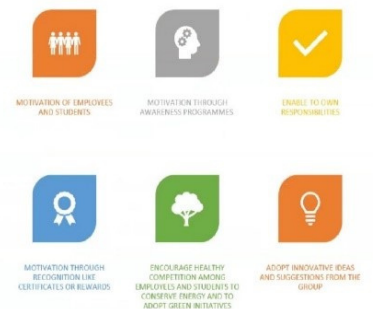 MOTIVATION OF EMPLOYEES
AND STUDENTS
MOTIVATION THROUGH
AWARENESS PROGRAMMES
ENABLE TO OWN
RESPONSIBILITIES
MOTIVATION THROUGH
RECOGNITION LIKE
CERTIFICATES OR REWARDS
ENCOURAGE HEALTHY
COMPETITION AMONG
EMPLOYEES AND STUDENTS TO
CONSERVE ENERGY AND TO
ADOPT GREEN INITIATIVES
ADOPT INNOVATIVE IDEAS
AND SUGGESTIONS FROM THE
GROUP